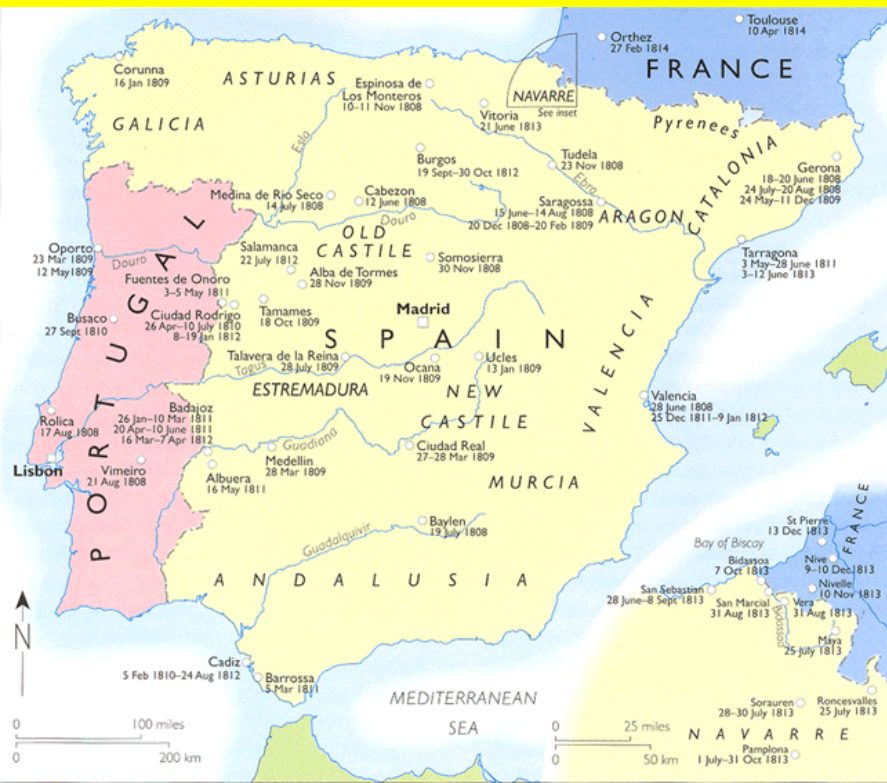 Toulouse
10 Apr 1814
Orthez
27 Feb 1814
FRANCE
Corunna
16 Jan 1809
ASTURIAS
GALICIA
Espinosa de
Los Monteros
10–11 Nov 1808
NAVARRE
See inset
Vitoria
21 June 1813
Pyrenees
CATALONIA
Esla
Burgos
19 Sept–30 Oct 1812
Tudela
23 Nov 1808
Ebro
Gerona
18–20 June 1808
24 July–20 Aug 1808
24 May–11 Dec 1809
Medina de Rio Seco
14 July 1808
Cabezon
12 June 1808
Douro
Saragossa
15 June–14 Aug 1808
20 Dec 1808–20 Feb 1809
ARAGON
OLD
CASTILE
Oporto
23 Mar 1809
12 May1809
Douro
PORTUGAL
Salamanca
22 July 1812
Alba de Tormes
28 Nov 1809
Somosierra
30 Nov 1808
Tarragona
3 May–28 June 1811
3–12 June 1813
Fuentes de Onoro
3–5 May 1811
Ciudad Rodrigo
26 Apr–10 July 1810
8–19 Jan 1812
Tamames
18 Oct 1809
Madrid
Busaco
27 Sept 1810
SPAIN
VALENCIA
Talavera de la Reina
28 July 1809
Tagus
Ocana
19 Nov 1809
Ucles
13 Jan 1809
ESTREMADURA
NEW
CASTILE
Valencia
28 June 1808
25 Dec 1811–9 Jan 1812
Rolica
17 Aug 1808
Badajoz
26 Jan–10 Mar 1811
20 Apr–10 June 1811
16 Mar–7 Apr 1812
Lisbon
Vimeiro
21 Aug 1808
Guadiana
Medellin
28 Mar 1809
Ciudad Real
27–28 Mar 1809
Albuera
16 May 1811
MURCIA
Baylen
19 July 1808
Guadalquivir
ANDALUSIA
N
Cadiz
5 Feb 1810–24 Aug 1812
Barrossa
5 Mar 1811
MEDITERRANEAN
SEA
0 100 miles
0 200 km
FRANCE
St Pierre
13 Dec 1813
Bay of Biscay
Bidassoa
7 Oct 1813
Nive
9–10 Dec 1813
San Sebastian
28 June–8 Sept 1813
San Marcial
31 Aug 1813
Nivelle
10 Nov 1813
Vera
31 Aug 1813
Bidassoa
Maya
25 July 1813
Sorauren
28–30 July 1813
Roncesvalles
25 July 1813
NAVARRE
Pamplona
1 July–31 Oct 1813
0 25 miles
0 50 km